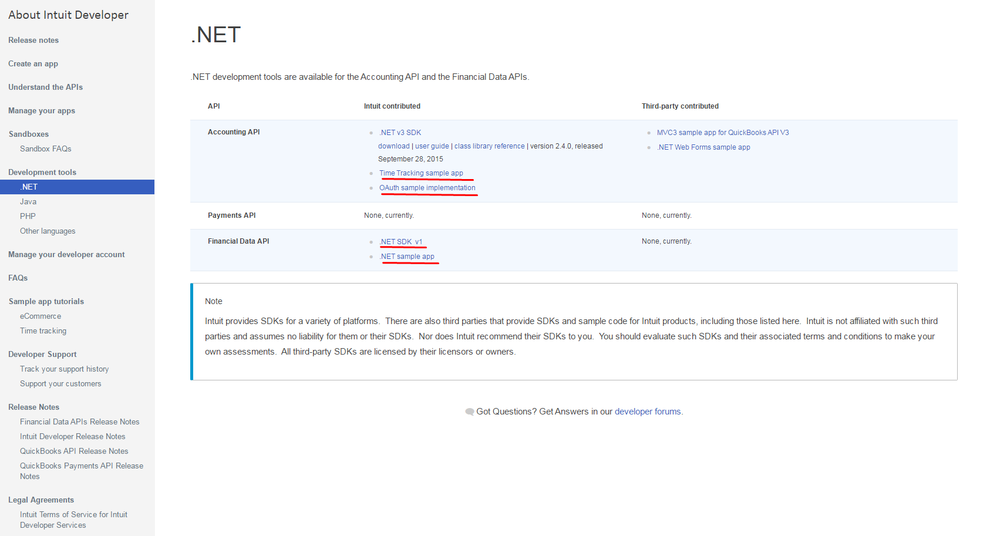 About Intuit Developer
Release notes
Create an app
Understand the APIs
Manage your apps
Sandboxes
Sandbox FAQs
Development tools
.NET
Java
PHP
Other languages
Manage your developer account
FAQs
Sample app tutorials
eCommerce
Time tracking
Developer Support
Track your support history
Support your customers
Release Notes
Financial Data APIs Release Notes
Intuit Developer Release Notes
QuickBooks API Release Notes
QuickBooks Payments API Release
Notes
Legal Agreements
Intuit Terms of Service for Intuit
Developer Services
.NET
.NET development tools are available for the Accounting API and the Financial Data APIs.
API Intuit contributed Third-party contributed
Accounting API
.NET v3 SDK
download | user guide | class library reference | version 2.4.0, released
September 28, 2015
Time Tracking sample app
OAuth sample implementation
MVC3 sample app for QuickBooks API V3
.NET Web Forms sample app
Payments API None, currently. None, currently.
Financial Data API
.NET SDK v1
.NET sample app
None, currently.
Note
Intuit provides SDKs for a variety of platforms. There are also third parties that provide SDKs and sample code for Intuit products, including those listed here. Intuit is not affiliated with such third
parties and assumes no liability for them or their SDKs. Nor does Intuit recommend their SDKs to you. You should evaluate such SDKs and their associated terms and conditions to make your
own assessments. All third-party SDKs are licensed by their licensors or owners.
Got Questions? Get Answers in our developer forums.